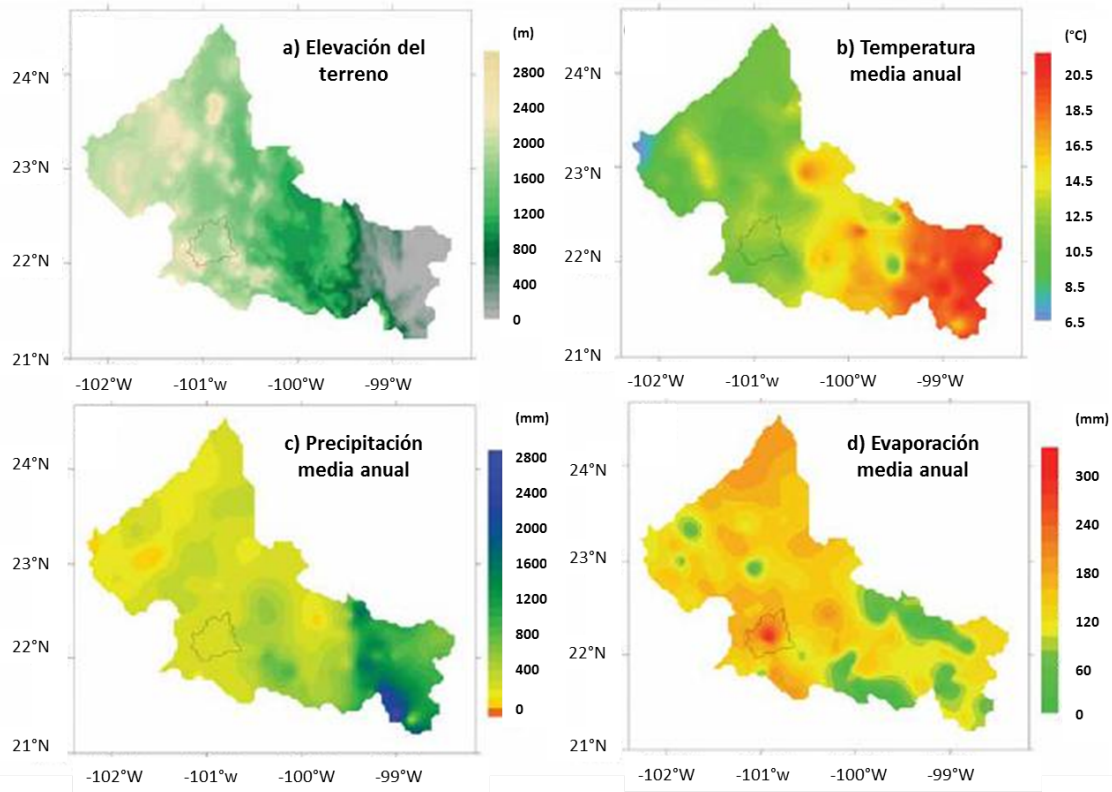 a) Elevación del
terreno
(m)
2800
2400
2000
1600
1200
800
400
0
24°N
23°N
22°N
21°N
-102°W
-101°W
-100°W
-99°W
b) Temperatura
media anual
(°C)
20.5
18.5
16.5
14.5
12.5
10.5
8.5
6.5
24°N
23°N
22°N
21°N
-102°W
-101°W
-100°W
-99°W
c) Precipitación
media anual
(mm)
2800
2400
2000
1600
1200
800
400
0
24°N
23°N
22°N
21°N
-102°W
-101°W
-100°W
-99°W
d) Evaporación
media anual
(mm)
300
240
180
120
60
0
24°N
23°N
22°N
21°N
-102°W
-101°W
-100°W
-99°W